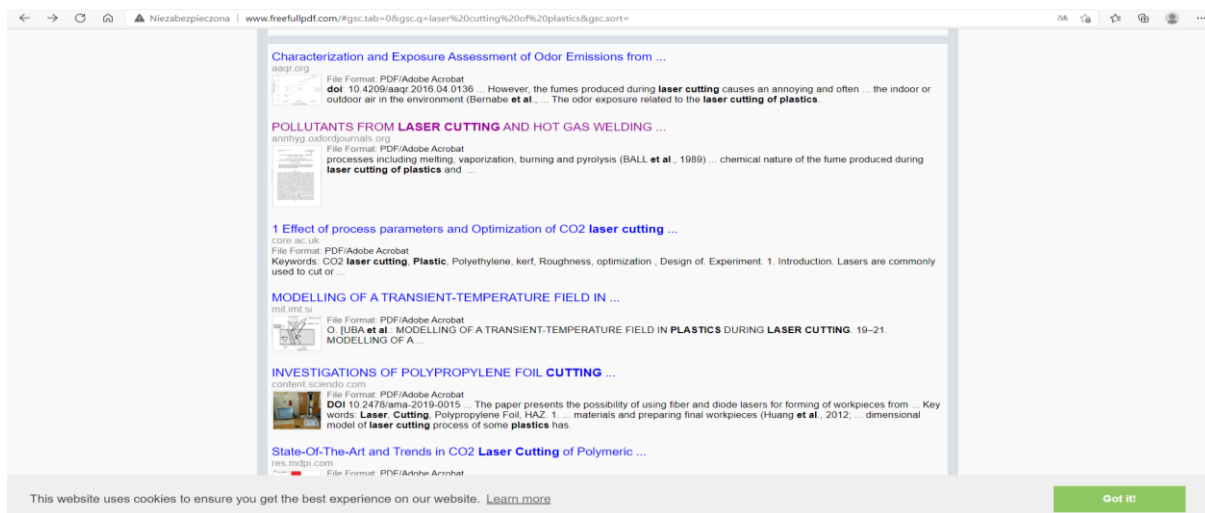 Niezabezpieczona | www.freefullpdf.com/#gsc.tab=0&gsc.q=laser%20cutting%20of%20plastics&gsc.sort=
Characterization and Exposure Assessment of Odor Emissions from ...
aaqr.org
File Format: PDF/Adobe Acrobat
doi: 10.4209/aaqr.2016.04.0136 ... However, the fumes produced during laser cutting causes an annoying and often ... the indoor or
outdoor air in the environment (Bernabe et al., ... The odor exposure related to the laser cutting of plastics.
POLLUTANTS FROM LASER CUTTING AND HOT GAS WELDING ...
annhyg.oxfordjournals.org
File Format: PDF/Adobe Acrobat
processes including melting, vaporization, burning and pyrolysis (BALL et al., 1989) ... chemical nature of the fume produced during
laser cutting of plastics and ...
1 Effect of process parameters and Optimization of CO2 laser cutting ...
core.ac.uk
File Format: PDF/Adobe Acrobat
Keywords: CO2 laser cutting, Plastic, Polyethylene, kerf, Roughness, optimization , Design of. Experiment. 1. Introduction. Lasers are commonly
used to cut or ...
MODELLING OF A TRANSIENT-TEMPERATURE FIELD IN ...
mit.imt.si
File Format: PDF/Adobe Acrobat
O. [UBA et al.: MODELLING OF A TRANSIENT-TEMPERATURE FIELD IN PLASTICS DURING LASER CUTTING. 19–21.
MODELLING OF A ...
INVESTIGATIONS OF POLYPROPYLENE FOIL CUTTING ...
content.sciendo.com
File Format: PDF/Adobe Acrobat
DOI 10.2478/ama-2019-0015 ... The paper presents the possibility of using fiber and diode lasers for forming of workpieces from ... Key
words: Laser, Cutting, Polypropylene Foil, HAZ. 1. ... materials and preparing final workpieces (Huang et al., 2012; ... dimensional
model of laser cutting process of some plastics has.
State-Of-The-Art and Trends in CO2 Laser Cutting of Polymeric ...
res.mdpi.com
File Format: PDF/Adobe Acrobat
This website uses cookies to ensure you get the best experience on our website. Learn more
Got it!